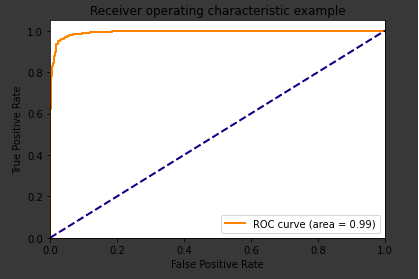 Receiver operating characteristic example
1.0
0.8
0.6
0.4
0.2
0.0
True Positive Rate
ROC curve (area = 0.99)
0.0 0.2 0.4 0.6 0.8 1.0
False Positive Rate